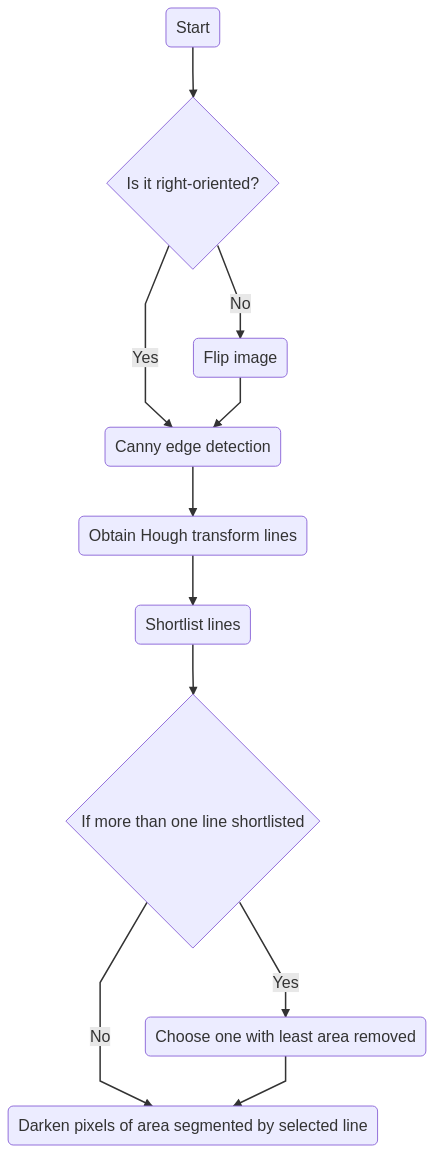 Start
Is it right-oriented?
No
Yes
Flip image
Canny edge detection
Obtain Hough transform lines
Shortlist lines
If more than one line shortlisted
Yes
No
Choose one with least area removed
Darken pixels of area segmented by selected line